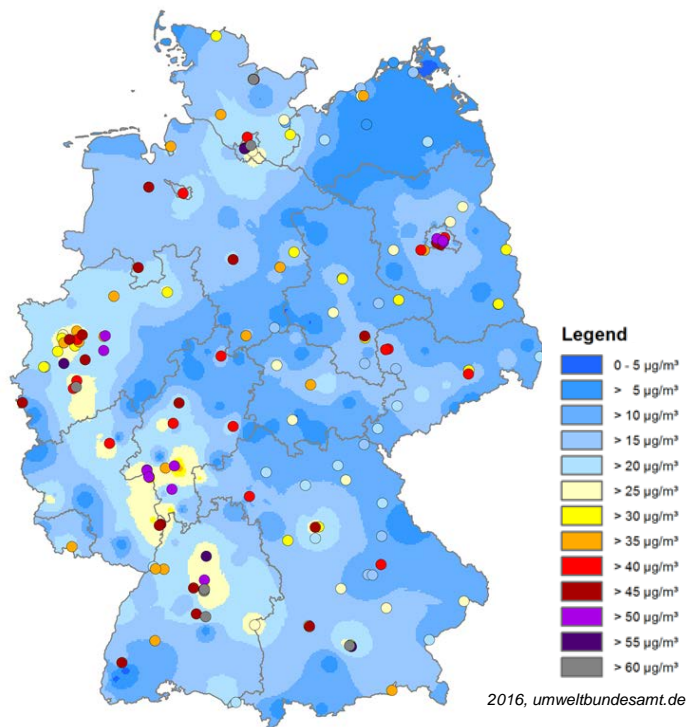 Legend
0 - 5 µg/m³
> 5 µg/m³
> 10 µg/m³
> 15 µg/m³
> 20 µg/m³
> 25 µg/m³
> 30 µg/m³
> 35 µg/m³
> 40 µg/m³
> 45 µg/m³
> 50 µg/m³
> 55 µg/m³
> 60 µg/m³
2016, umweltbundesamt.de